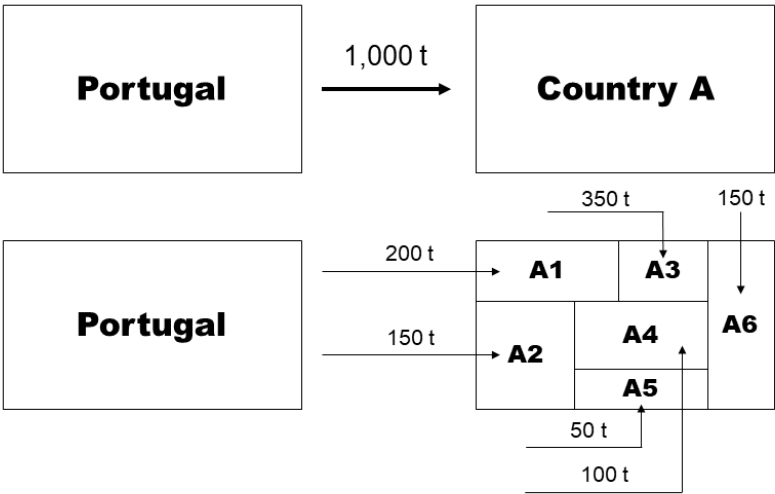 1,000 t
Portugal
Country A
350 t
150 t
200 t
A1
A3
Portugal
A6
A4
150 t
A2
A5
50 t
100 t